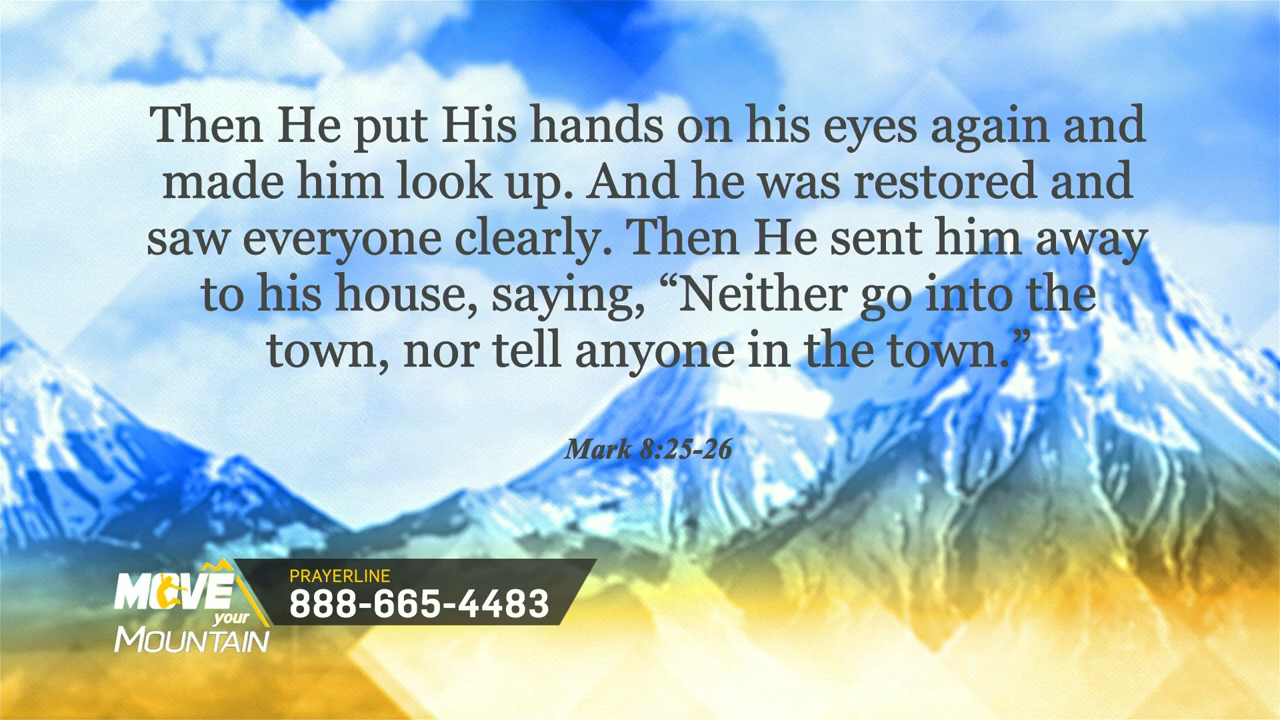 Then He put His hands on his eyes again and
made him look up. And he was restored and
saw everyone clearly. Then He sent him away
to his house, saying, “Neither go into the
town, nor tell anyone in the town.”
Mark 8:25-26
MOVE
your
MOUNTAIN
PRAYERLINE
888-665-4483